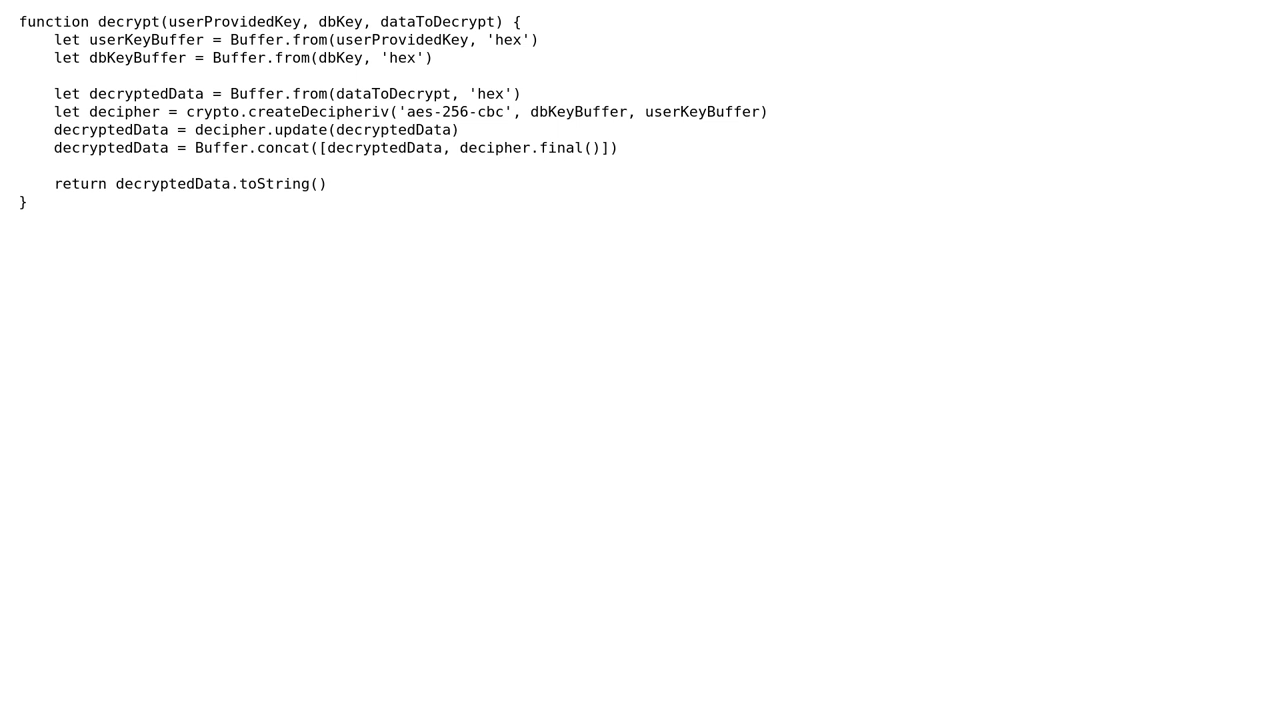 function decrypt(userProvidedKey, dbKey, dataToDecrypt) {
    let userKeyBuffer = Buffer.from(userProvidedKey, 'hex')
    let dbKeyBuffer = Buffer.from(dbKey, 'hex')

    let decryptedData = Buffer.from(dataToDecrypt, 'hex')
    let decipher = crypto.createDecipheriv('aes-256-cbc', dbKeyBuffer, userKeyBuffer)
    decryptedData = decipher.update(decryptedData)
    decryptedData = Buffer.concat([decryptedData, decipher.final()])

    return decryptedData.toString()
}